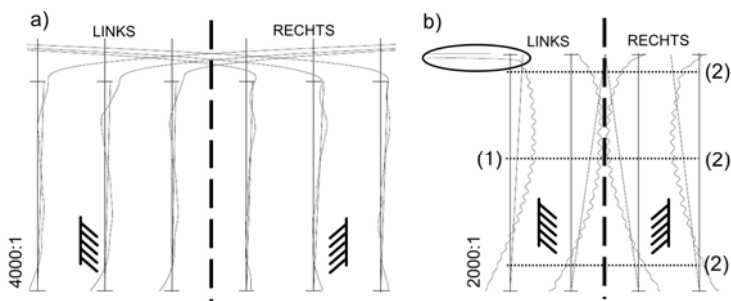 a)
LINKS
RECHTS
4000:1
b)
LINKS
RECHTS
(2)
(1)
(2)
(2)
2000:1